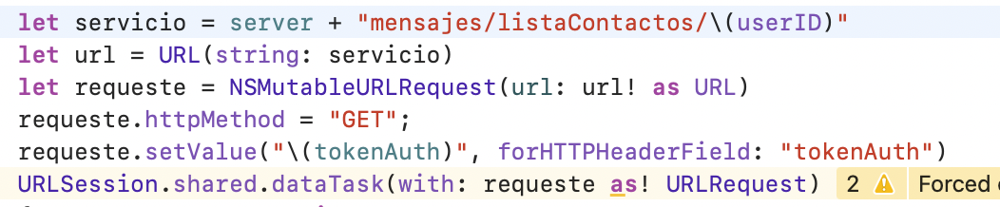 let servicio = server + "mensajes/listaContactos/\(userID)"
let url = URL(string: servicio)
let requeste = NSMutableURLRequest(url: url! as URL)
requeste.httpMethod = "GET";
requeste.setValue("\(tokenAuth)", forHTTPHeaderField: "tokenAuth")
URLSession.shared.dataTask(with: requeste as! URLRequest) 2 Forced